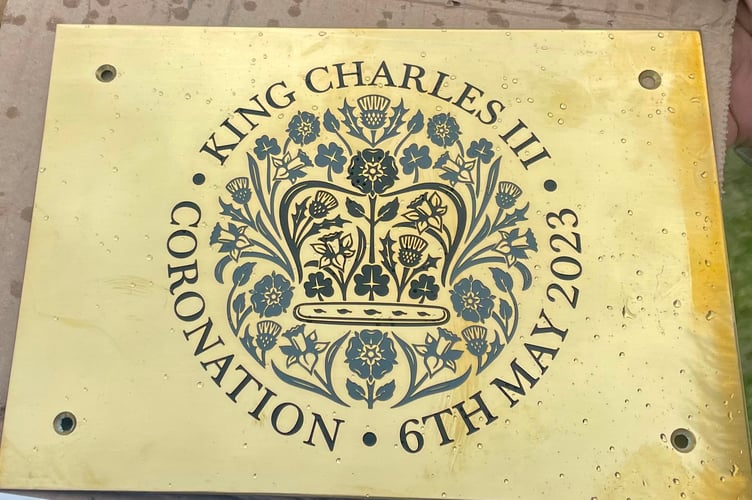 KING CHARLES III
CORONATION • 6TH MAY 2023